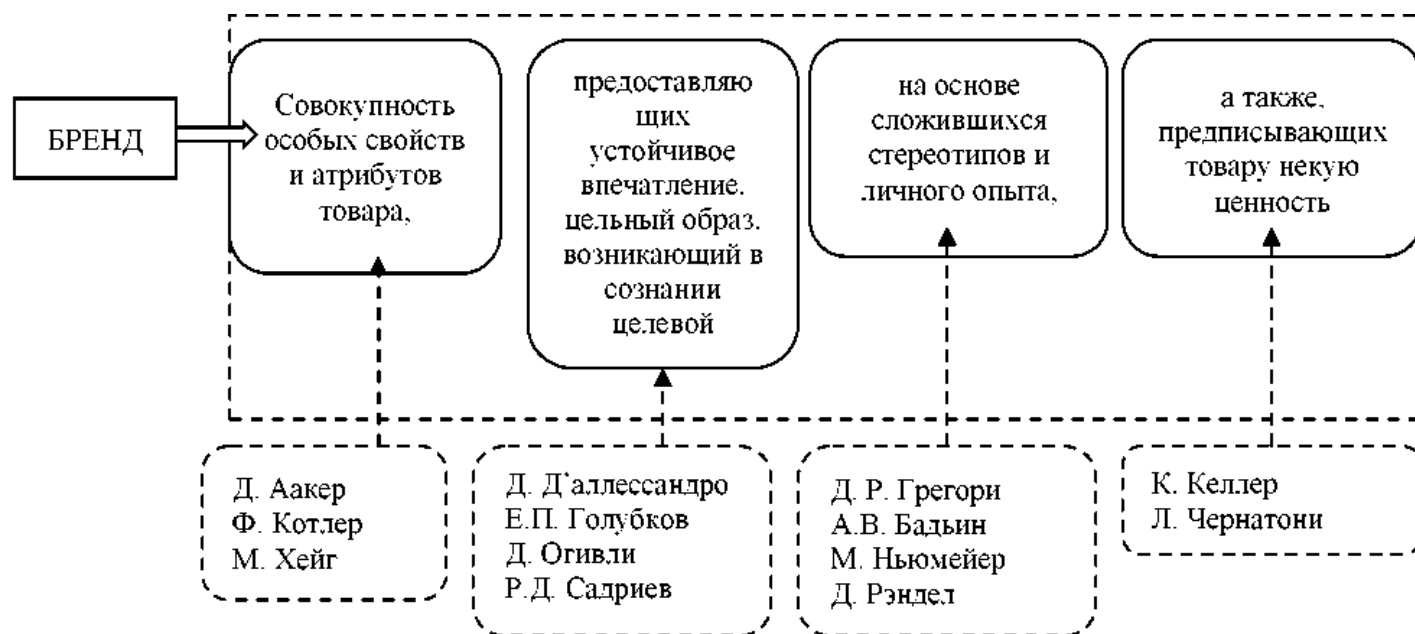 БРЕНД
Совокупность
особых свойств
и атрибутов
товара,
предоставляю
щих
устойчивое
впечатление.
цельный образ.
возникающий в
сознании
целевой
на основе
сложившихся
стереотипов и
личного опыта,
а также,
предписывающих
товару некую
ценность
Д. Аакер
Ф. Котлер
М. Хейг
Д. Д`аллессандро
Е.П. Голубков
Д. Огивли
Р.Д. Садриев
Д. Р. Грегори
А.В. Бадьин
М. Ньюмейер
Д. Рэндел
К. Келлер
Л. Чернатони